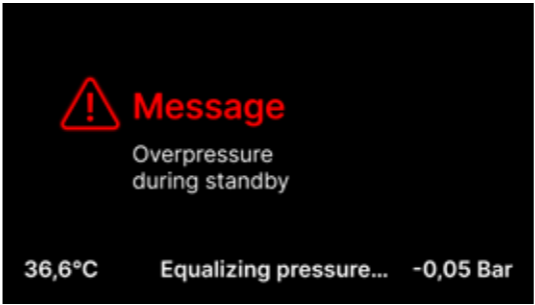 Message
Overpressure
during standby
36,6°C Equalizing pressure... -0,05 Bar